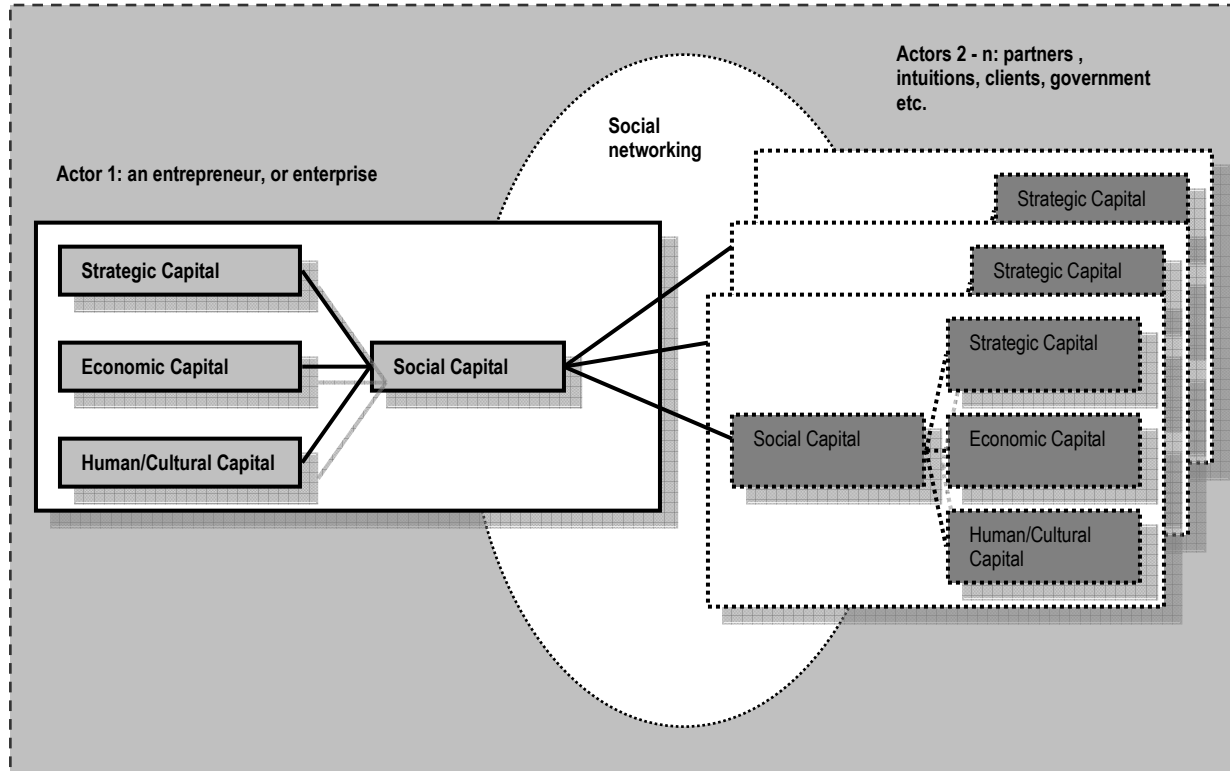 Actors 2 - n: partners ,
intuitions, clients, government
etc.
Social
networking
Actor 1: an entrepreneur, or enterprise
Strategic Capital
Economic Capital
Human/Cultural Capital
Social Capital
Strategic Capital
Strategic Capital
Strategic Capital
Social Capital
Economic Capital
Human/Cultural
Capital